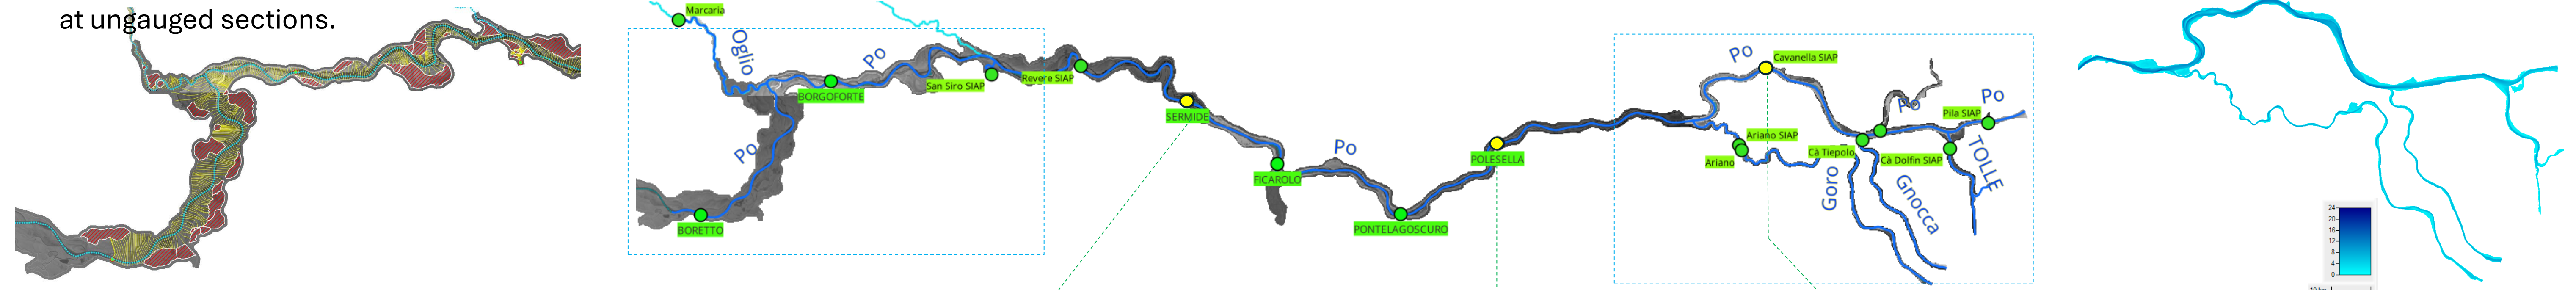 at ungauged sections.
Marcaria
Oglio
Po
BORGOFORTE
San Siro SIAP
Revere SIAP
Po
BORETTO
SERMIDE
FICAROLO
Po
PONTELAGOSCURO
POLESELLA
Po
Cavanella SIAP
Ariano SIAP
Ariano
Cà Tiepolo
Po
Cà Dolfin SIAP
Pila SIAP
Po
TOLLE
Goro
Gnocca
24
20
16
12
8
4
0